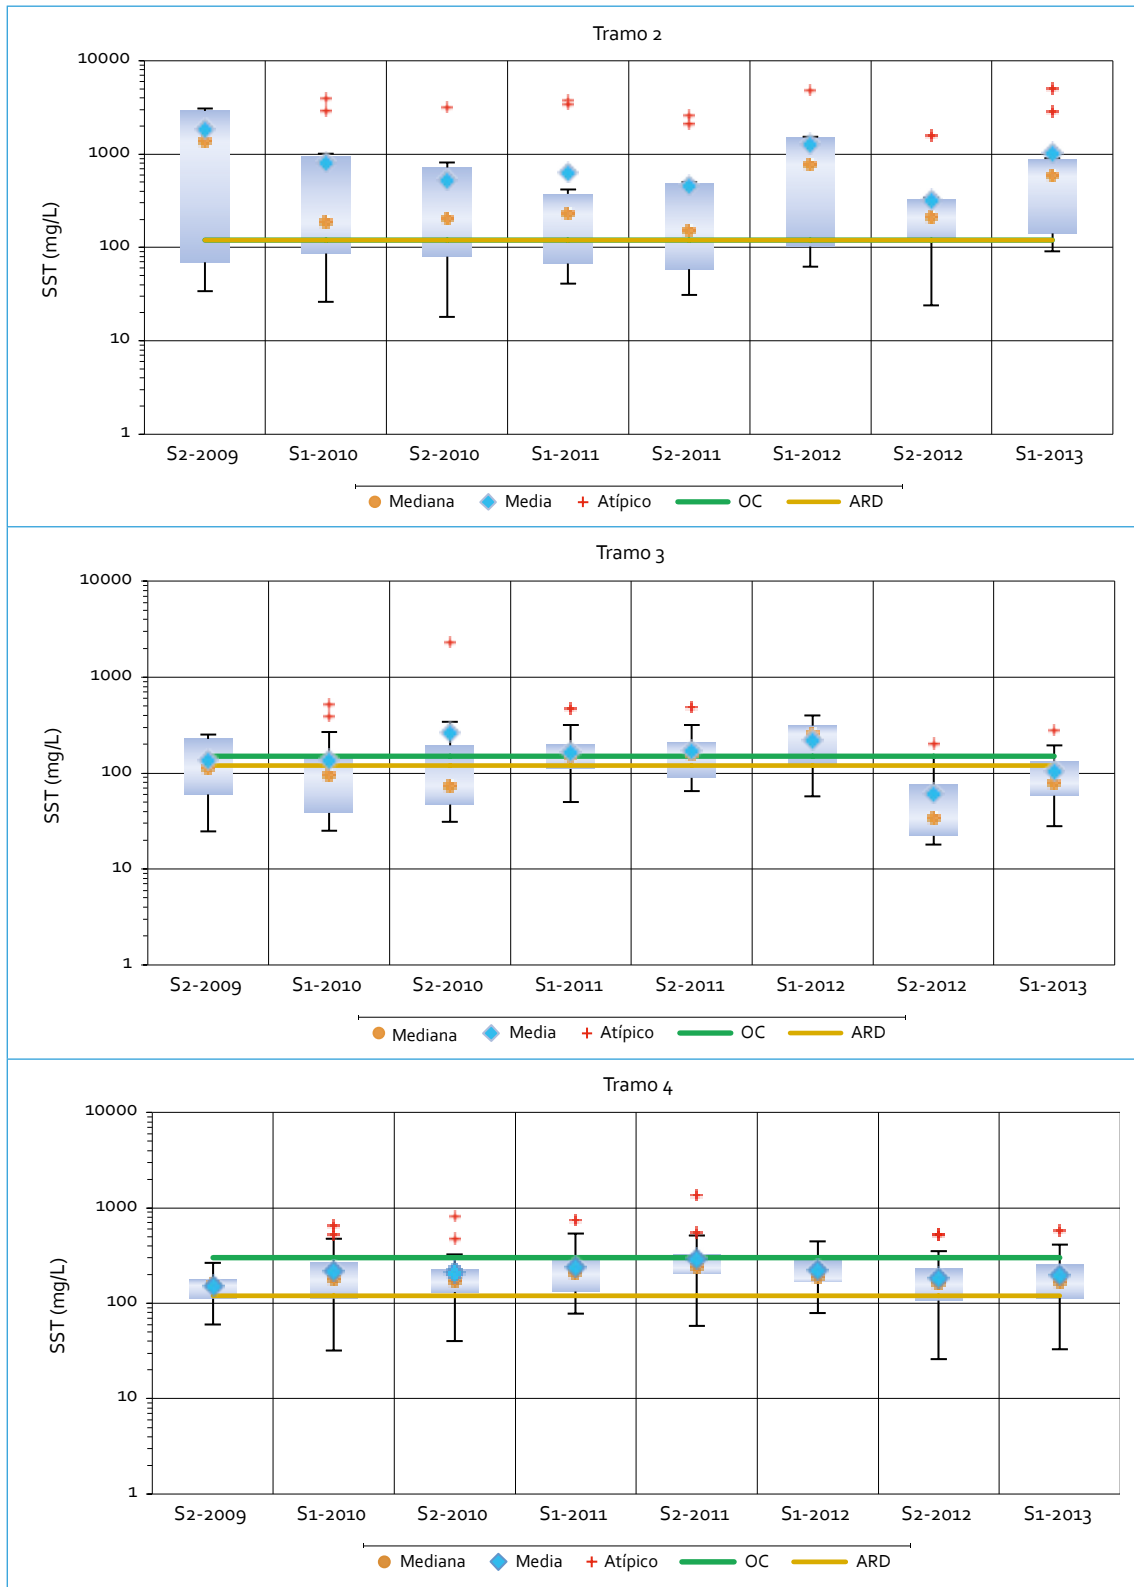 Tramo 2
10000
1000
100
10
1
SST (mg/L)
S2-2009 S1-2010 S2-2010 S1-2011 S2-2011 S1-2012 S2-2012 S1-2013
Mediana Media Atípico OC ARD
Tramo 3
10000
1000
100
10
1
SST (mg/L)
S2-2009 S1-2010 S2-2010 S1-2011 S2-2011 S1-2012 S2-2012 S1-2013
Mediana Media Atípico OC ARD
Tramo 4
10000
1000
100
10
1
SST (mg/L)
S2-2009 S1-2010 S2-2010 S1-2011 S2-2011 S1-2012 S2-2012 S1-2013
Mediana Media Atípico OC ARD